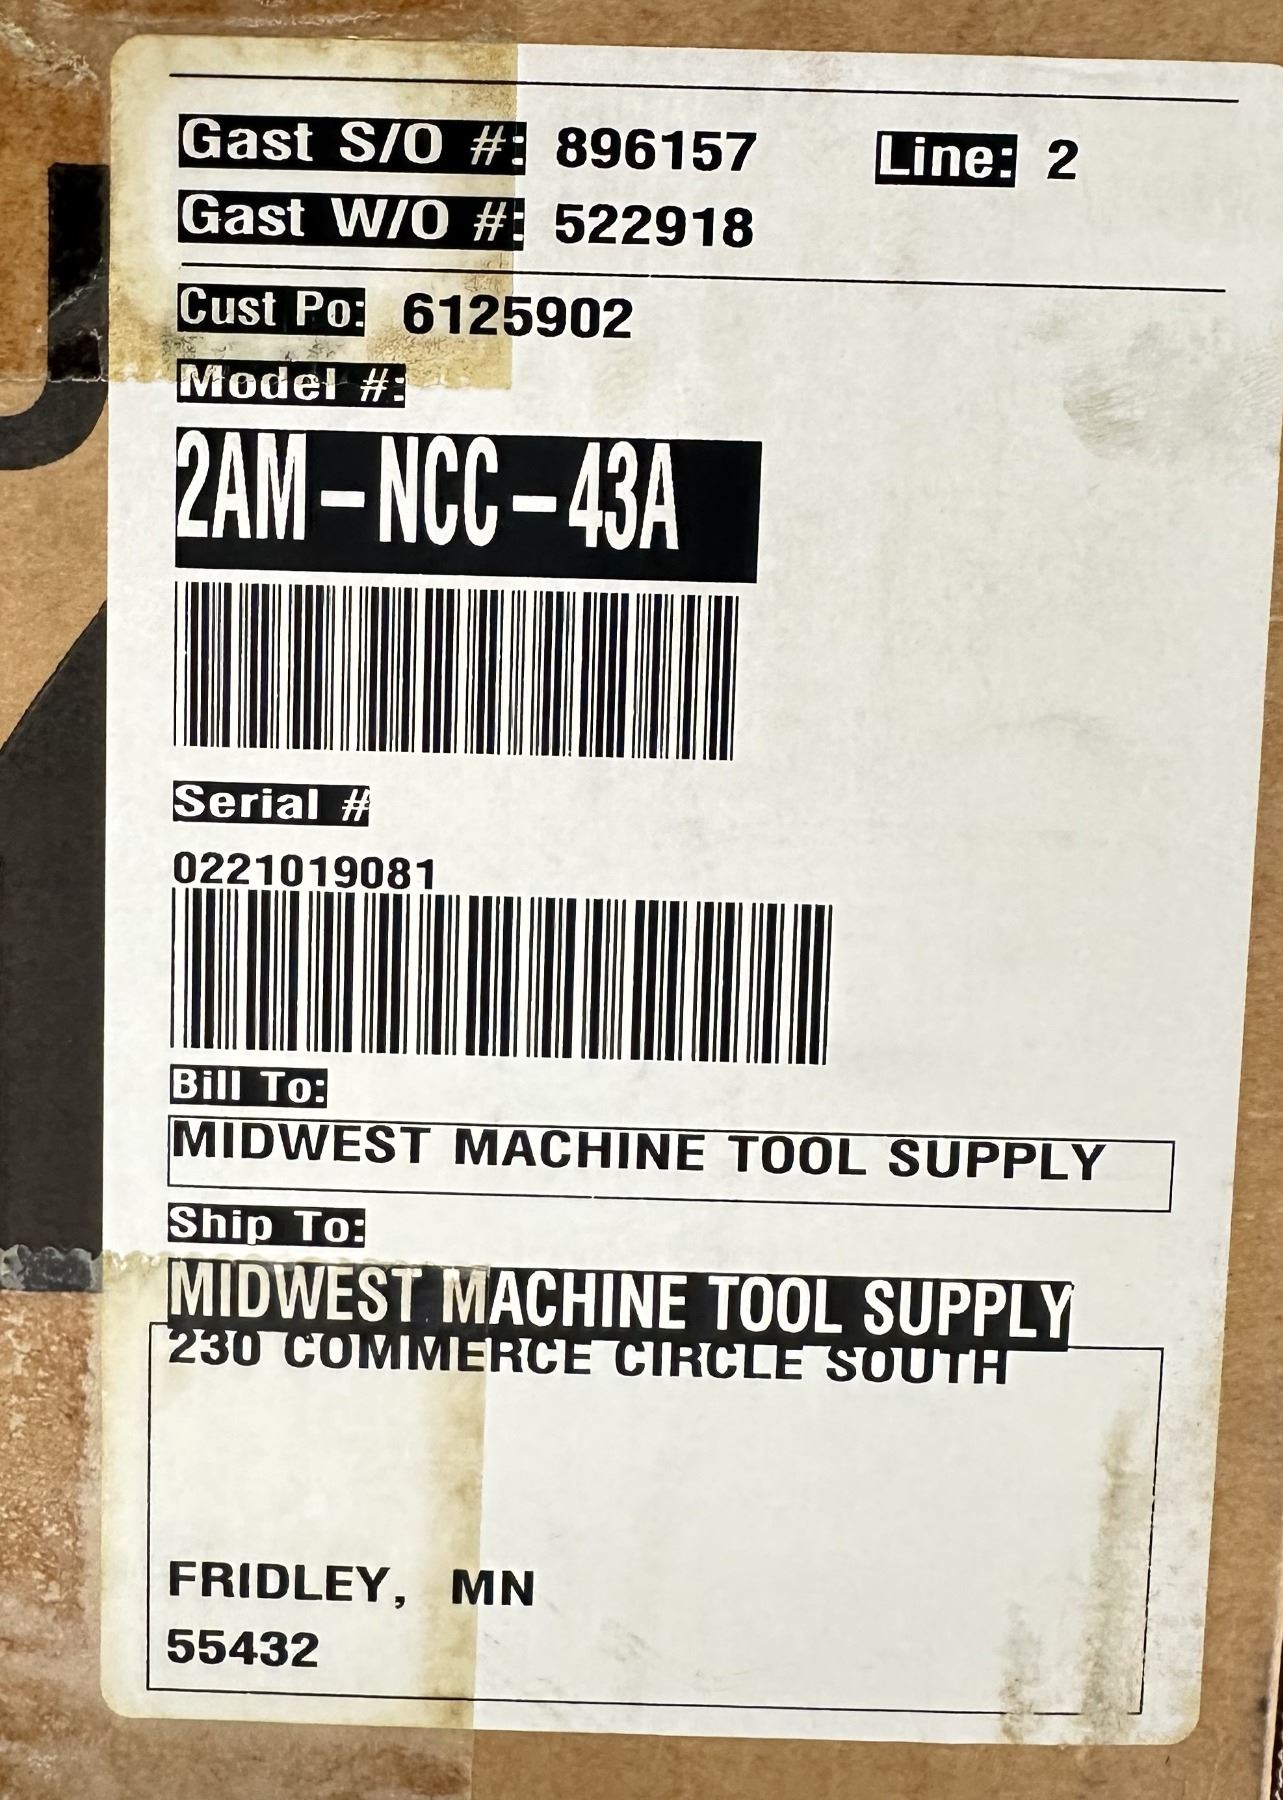 Gast S/O #: 896157 Line: 2
Gast W/O #: 522918
Cust Po: 6125902
Model #:
2AM-NCC-43A
Serial #
0221019081
Bill To:
MIDWEST MACHINE TOOL SUPPLY
Ship To:
MIDWEST MACHINE TOOL SUPPLY
230 COMMERCE CIRCLE SOUTH
FRIDLEY, MN
55432